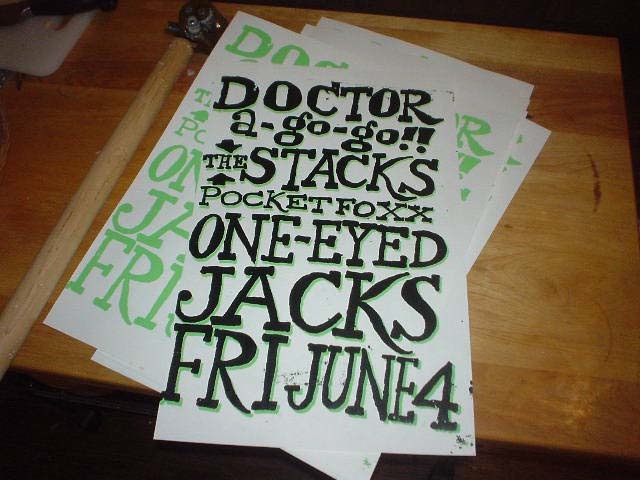 DOCTOR
a-go-go!!
THE STACKS
POCKET FOXX
ONE-EYED
JACKS
FRI JUNE 4